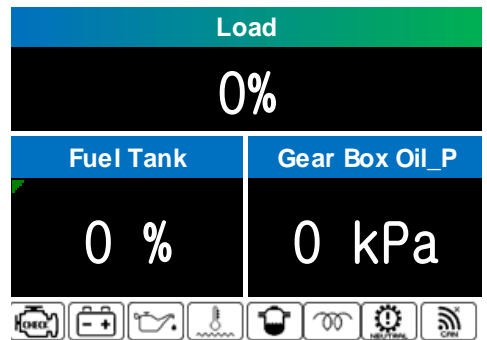 Load
0%
Fuel Tank Gear Box Oil_P
0 % 0 kPa
CHECK - + NEUTRAL CAN